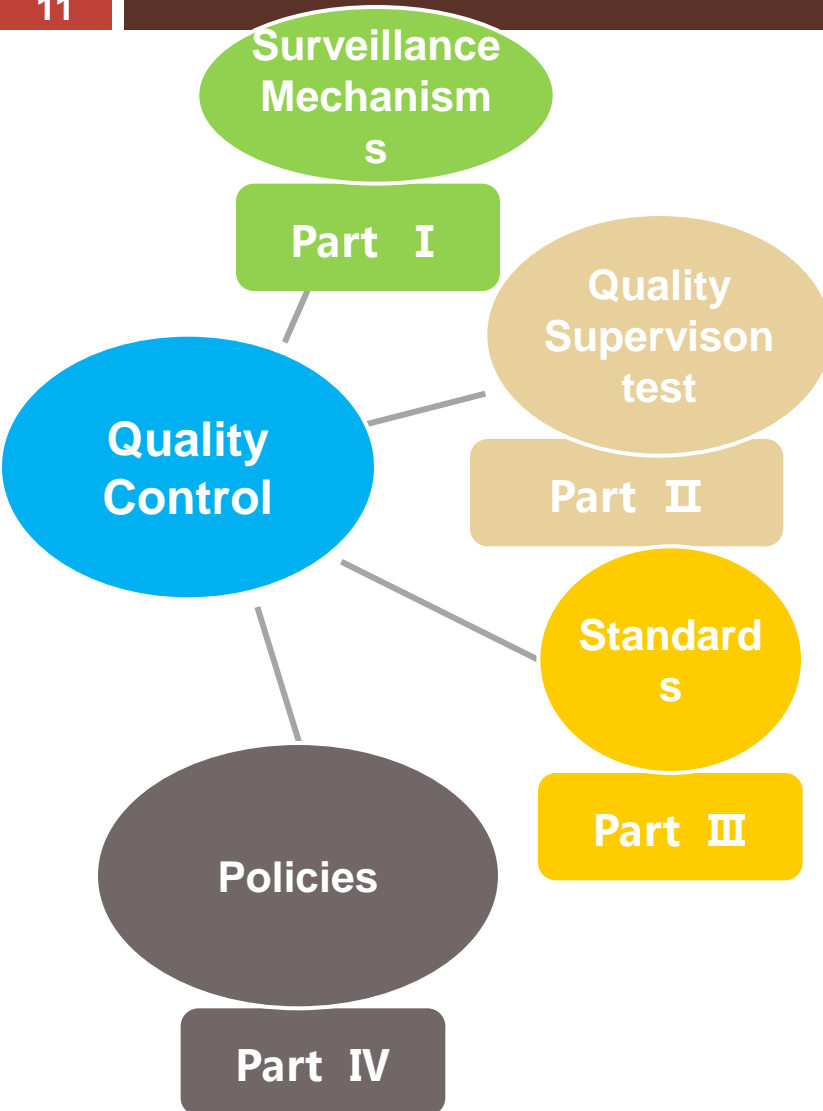 11
Surveillance
Mechanism
s
Part Ⅰ
Quality
Supervison
test
Part Ⅱ
Quality
Control
Standard
s
Part Ⅲ
Policies
Part Ⅳ